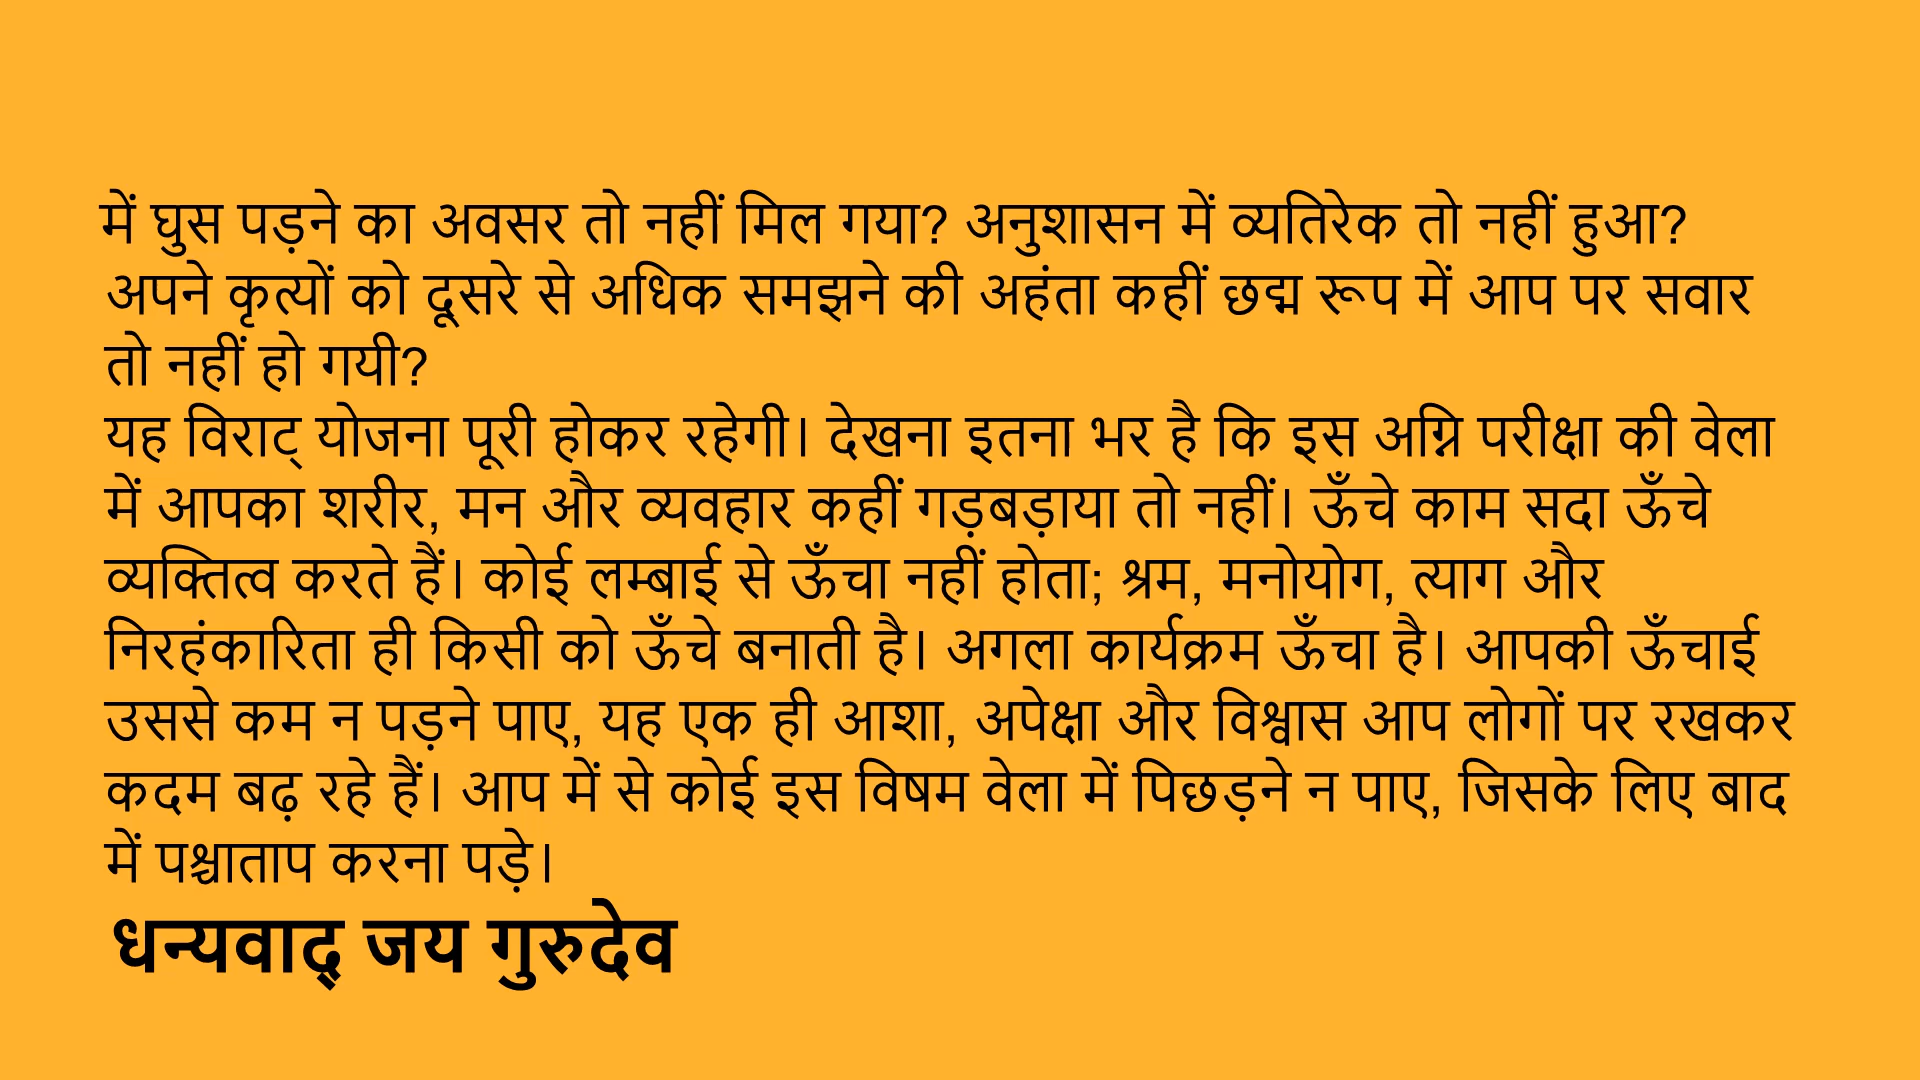 में घुस पड़ने का अवसर तो नहीं मिल गया? अनुशासन में व्यतिरेक तो नहीं हुआ?
अपने कृत्यों को दूसरे से अधिक समझने की अहंता कहीं छद्म रूप में आप पर सवार
तो नहीं हो गयी?
यह विराट् योजना पूरी होकर रहेगी। देखना इतना भर है कि इस अग्नि परीक्षा की वेला
में आपका शरीर, मन और व्यवहार कहीं गड़बड़ाया तो नहीं। ऊँचे काम सदा ऊँचे
व्यक्तित्व करते हैं। कोई लम्बाई से ऊँचा नहीं होता; श्रम, मनोयोग, त्याग और
निरहंकारिता ही किसी को ऊँचे बनाती है। अगला कार्यक्रम ऊँचा है। आपकी ऊँचाई
उससे कम न पड़ने पाए, यह एक ही आशा, अपेक्षा और विश्वास आप लोगों पर रखकर
कदम बढ़ रहे हैं। आप में से कोई इस विषम वेला में पिछड़ने न पाए, जिसके लिए बाद
में पश्चाताप करना पड़े।
धन्यवाद् जय गुरुदेव